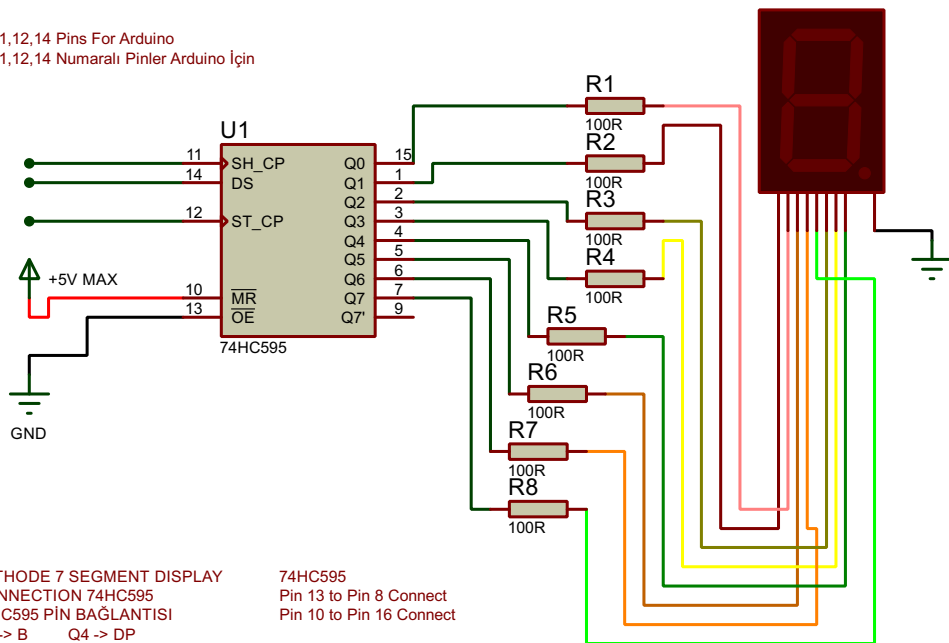 1,12,14 Pins For Arduino
1,12,14 Numaralı Pinler Arduino İçin
U1
11 SH_CP Q0 15
14 DS Q1 1
Q2 2
12 ST_CP Q3 3
Q4 4
Q5 5
Q6 6
10 MR Q7 7
13 OE Q7' 9
74HC595
+5V MAX
GND
R1
100R
R2
100R
R3
100R
R4
100R
R5
100R
R6
100R
R7
100R
R8
100R
THODE 7 SEGMENT DISPLAY
NNECTION 74HC595
C595 PİN BAĞLANTISI
-> B Q4 -> DP
74HC595
Pin 13 to Pin 8 Connect
Pin 10 to Pin 16 Connect